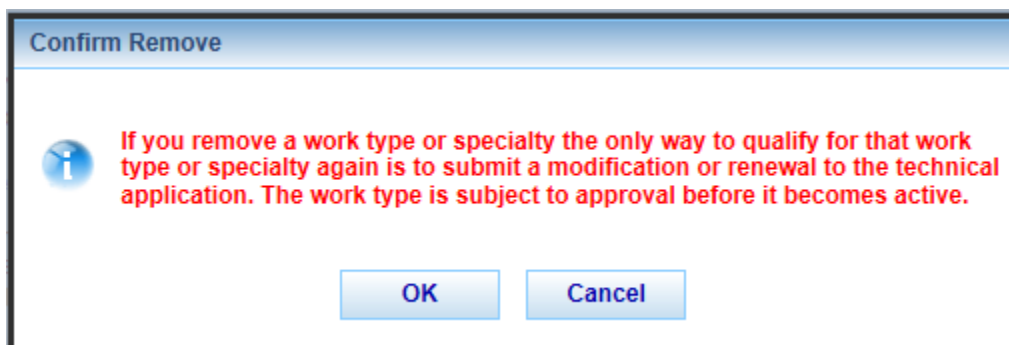 Confirm Remove
If you remove a work type or specialty the only way to qualify for that work
type or specialty again is to submit a modification or renewal to the technical
application. The work type is subject to approval before it becomes active.
OK
Cancel